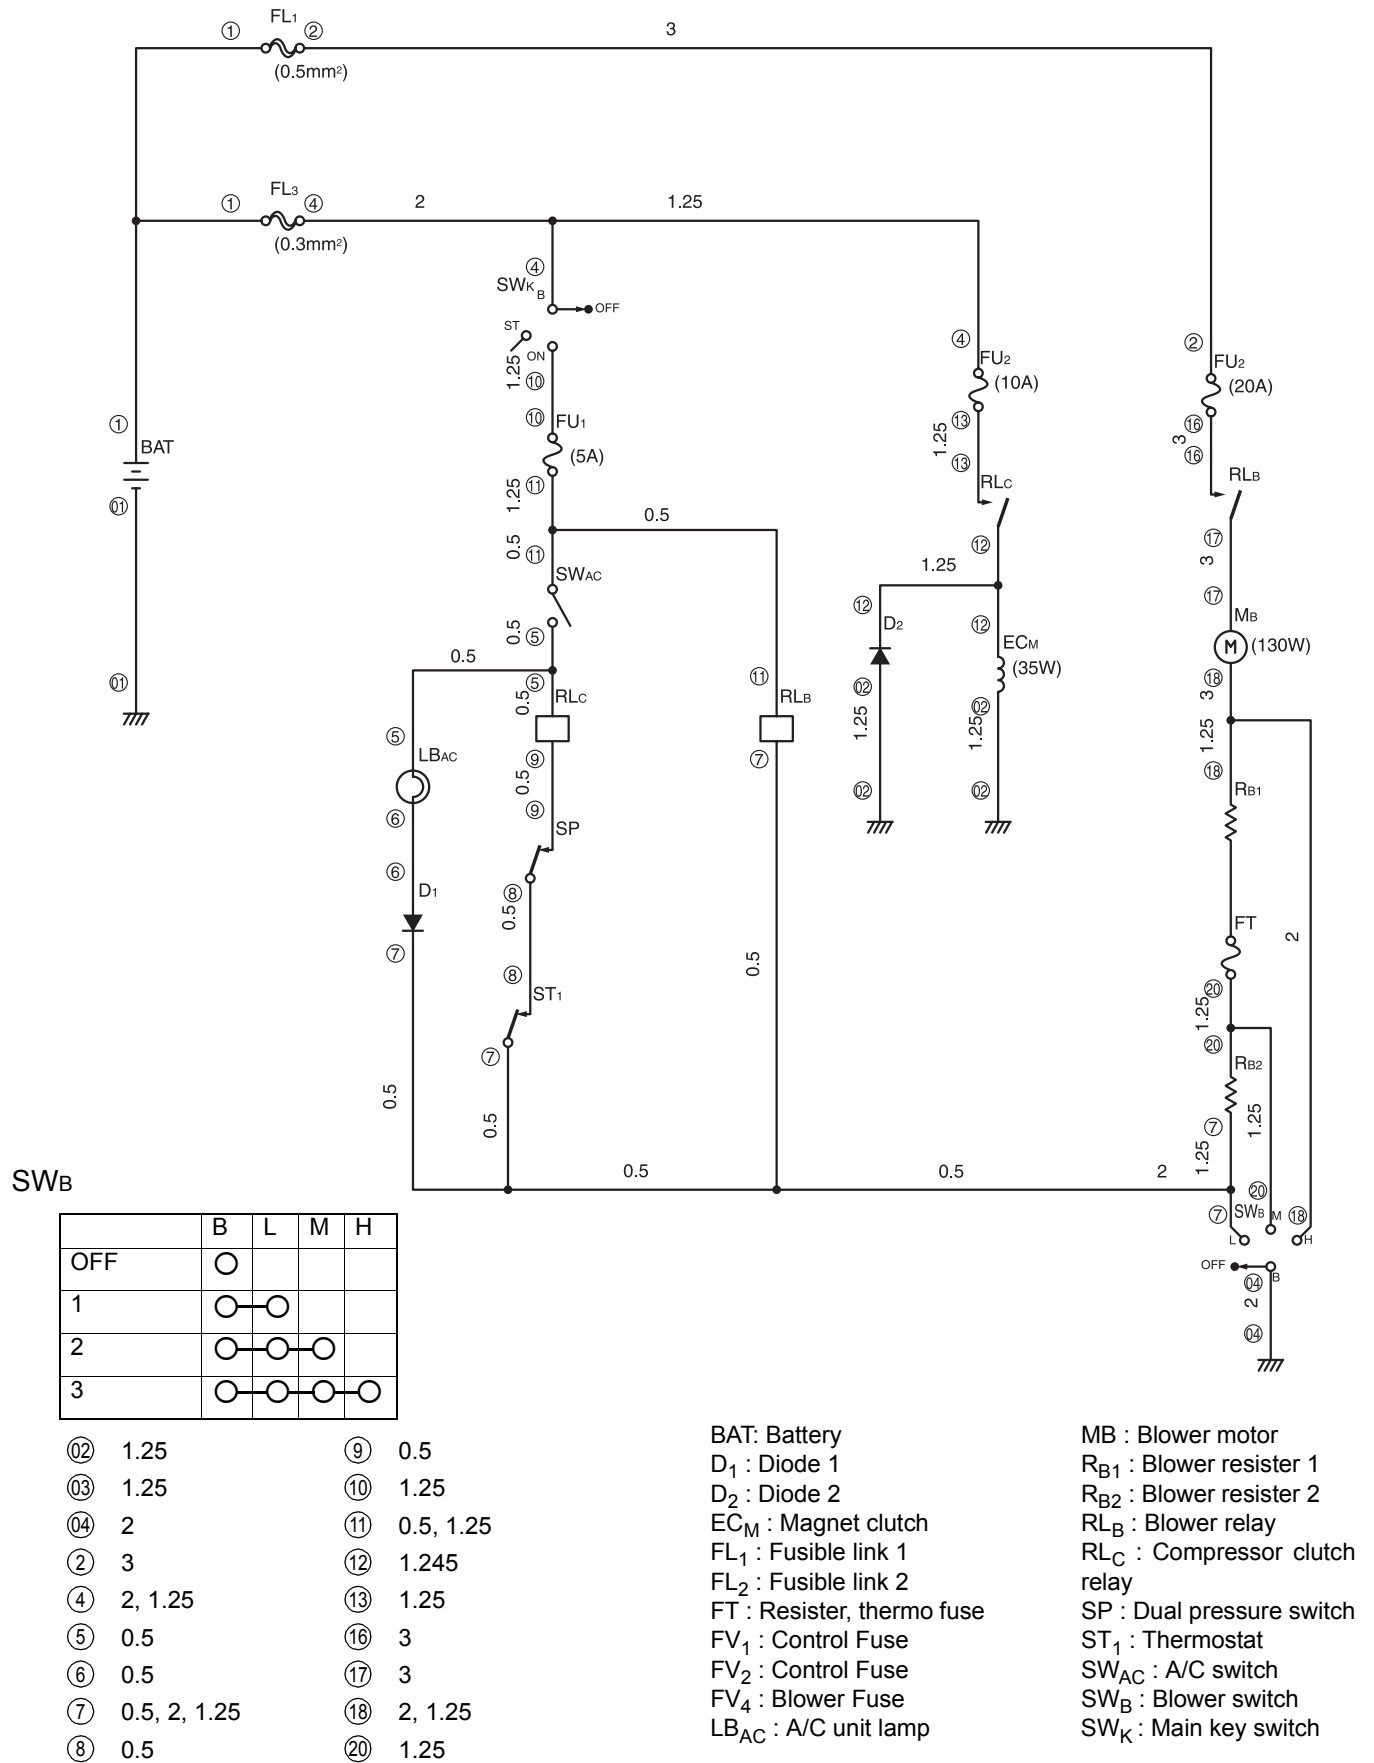 FL1
① ② 3
(0.5mm²)
FL3
① ④ 2 1.25
(0.3mm²)
④
SWK B
OFF
ST
ON
1.25 ⑩
⑩ FU1
(5A)
1.25 ⑪
0.5
0.5 ⑪
SWAC
0.5 ⑤
0.5
⑤
0.5 RLC
⑨
0.5
⑨ SP
⑧
0.5
⑧ ST1
⑦
0.5
⑤ LBAC
⑥
⑥ D1
⑦
0.5
① BAT
01
01
⑪ RLB
⑦
0.5
④ FU2
(10A)
⑬
1.25
⑬ RLC
⑫
1.25
⑫ D2
02
1.25
02
⑫ ECM
(35W)
02
1.25
02
② FU2
(20A)
⑯
3
⑯ RLB
⑰
3
⑰ MB
M (130W)
⑱
3
1.25
⑱ RB1
FT
2
⑳
1.25
⑳ RB2
⑦ 1.25
1.25
0.5 0.5 2
⑳
⑦ SWB M ⑱
L H
OFF B
04
2
04
SWB
B L M H
OFF
1
2
3
02 1.25
03 1.25
04 2
② 3
④ 2, 1.25
⑤ 0.5
⑥ 0.5
⑦ 0.5, 2, 1.25
⑧ 0.5
⑨ 0.5
⑩ 1.25
⑪ 0.5, 1.25
⑫ 1.245
⑬ 1.25
⑯ 3
⑰ 3
⑱ 2, 1.25
⑳ 1.25
BAT: Battery
D1 : Diode 1
D2 : Diode 2
ECM : Magnet clutch
FL1 : Fusible link 1
FL2 : Fusible link 2
FT : Resister, thermo fuse
FV1 : Control Fuse
FV2 : Control Fuse
FV4 : Blower Fuse
LBAC : A/C unit lamp
MB : Blower motor
RB1 : Blower resister 1
RB2 : Blower resister 2
RLB : Blower relay
RLC : Compressor clutch
relay
SP : Dual pressure switch
ST1 : Thermostat
SWAC : A/C switch
SWB : Blower switch
SWK : Main key switch